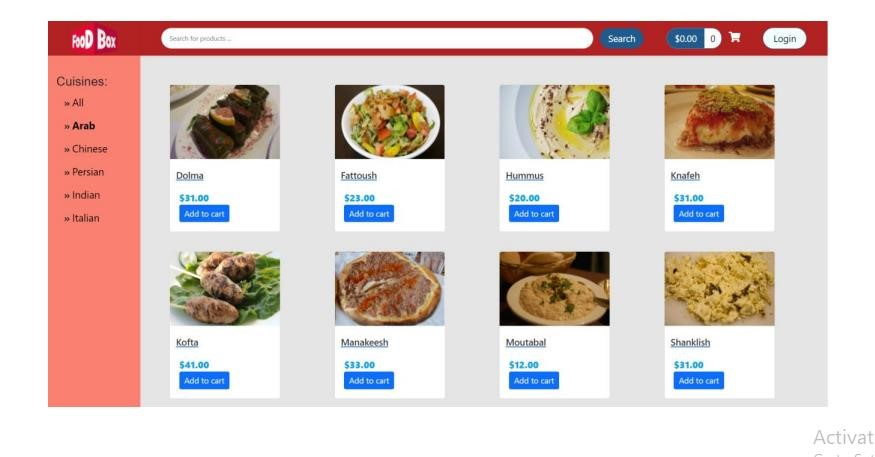 FooD Box
Search for products ...
Search
$0.00 0
Login
Cuisines:
» All
» Arab
» Chinese
» Persian
» Indian
» Italian
Dolma
$31.00
Add to cart
Fattoush
$23.00
Add to cart
Hummus
$20.00
Add to cart
Knafeh
$31.00
Add to cart
Kofta
$41.00
Add to cart
Manakeesh
$33.00
Add to cart
Moutabal
$12.00
Add to cart
Shanklish
$31.00
Add to cart
Activat